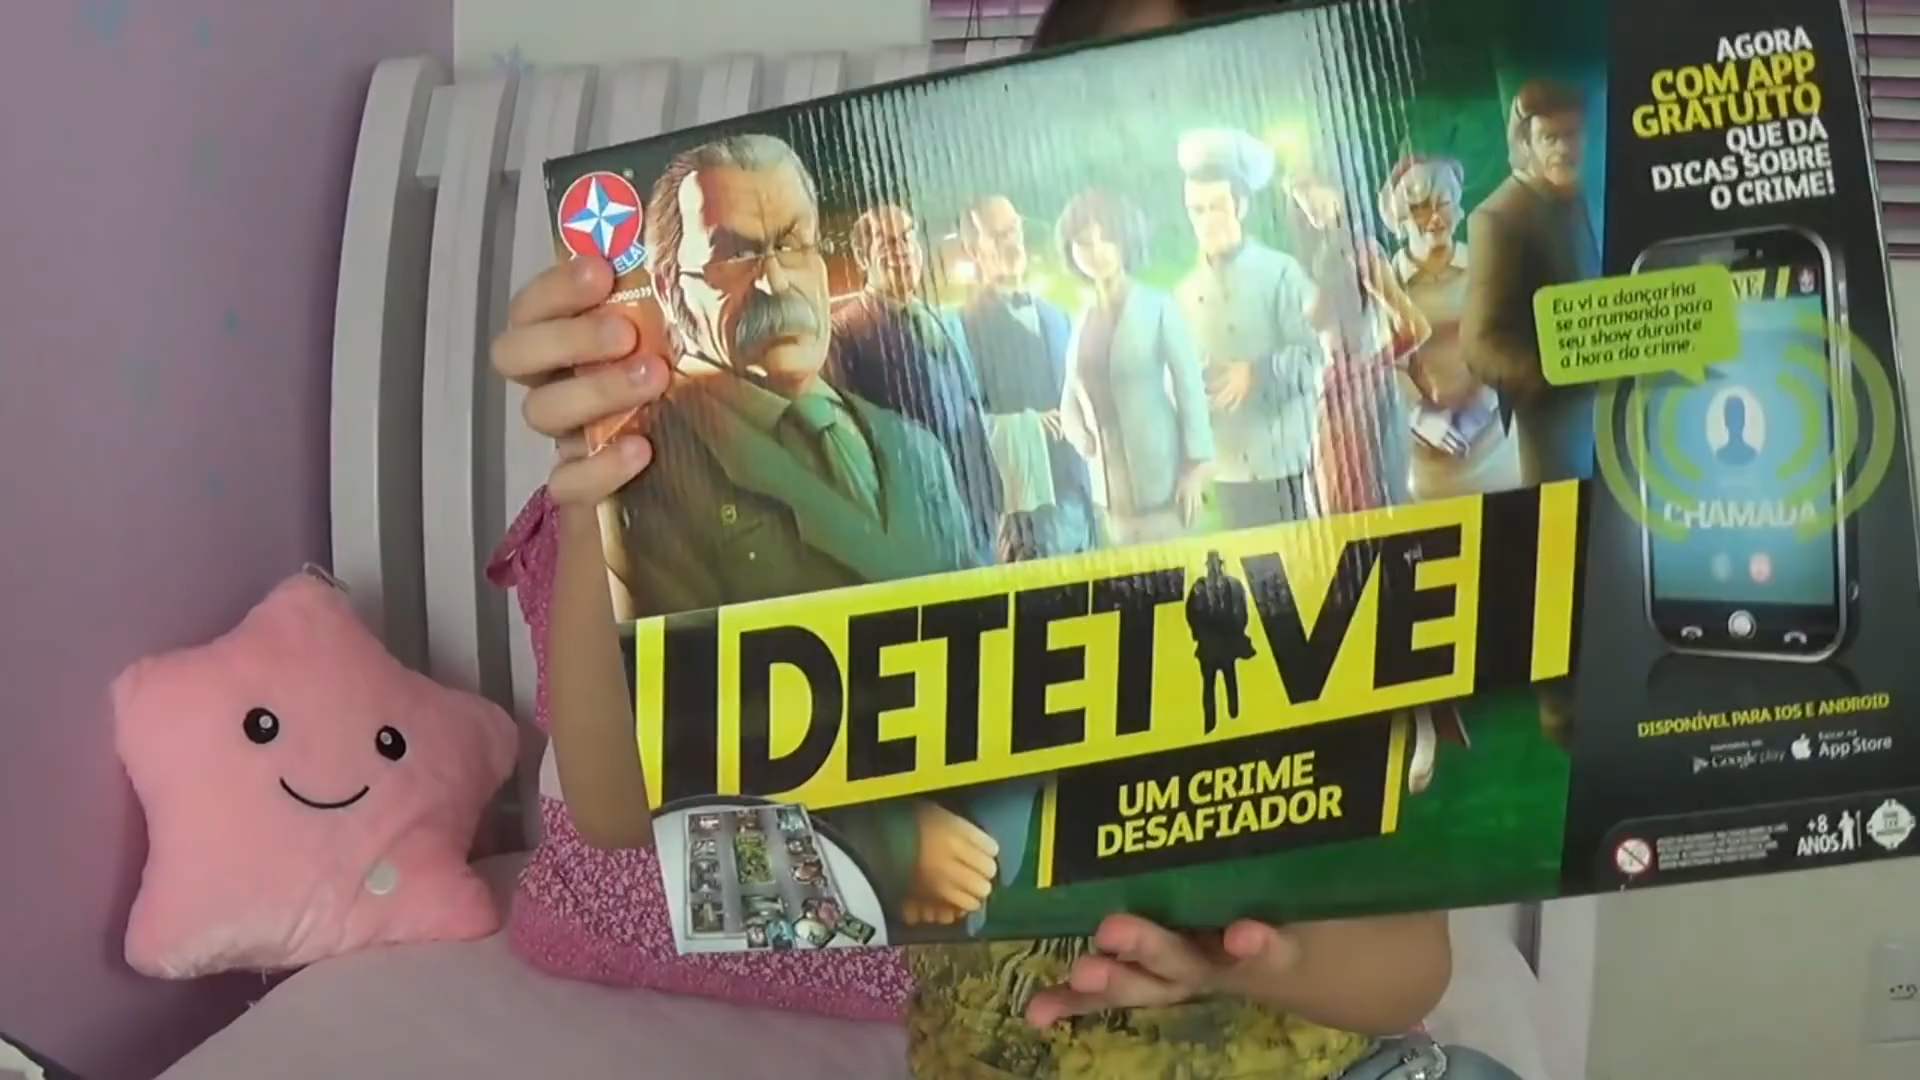 AGORA
COM APP
GRATUITO
QUE DÁ
DICAS SOBRE
O CRIME!
Eu vi a dançarina
se arrumando para
seu show durante
a hora do crime.
CHAMADA
DETETIVE
UM CRIME
DESAFIADOR
DISPONÍVEL PARA IOS E ANDROID
Google play
App Store
+8
ANOS